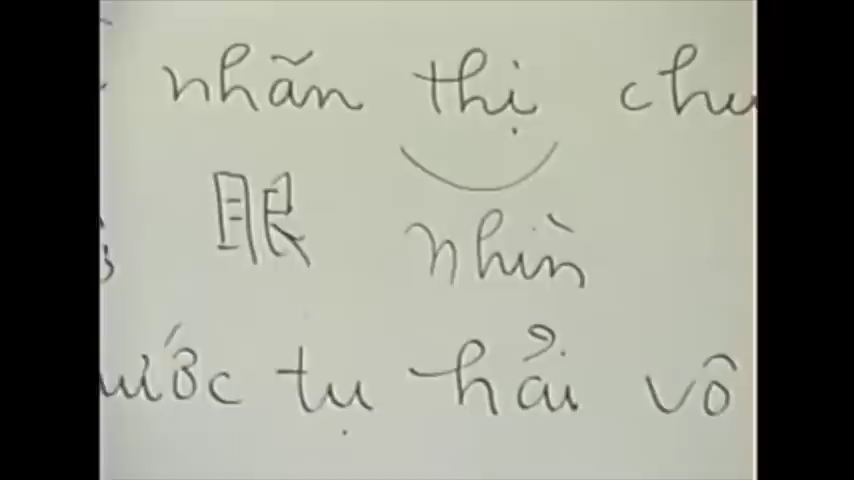 nhãn thị
眼 nhìn
tụ hải vô